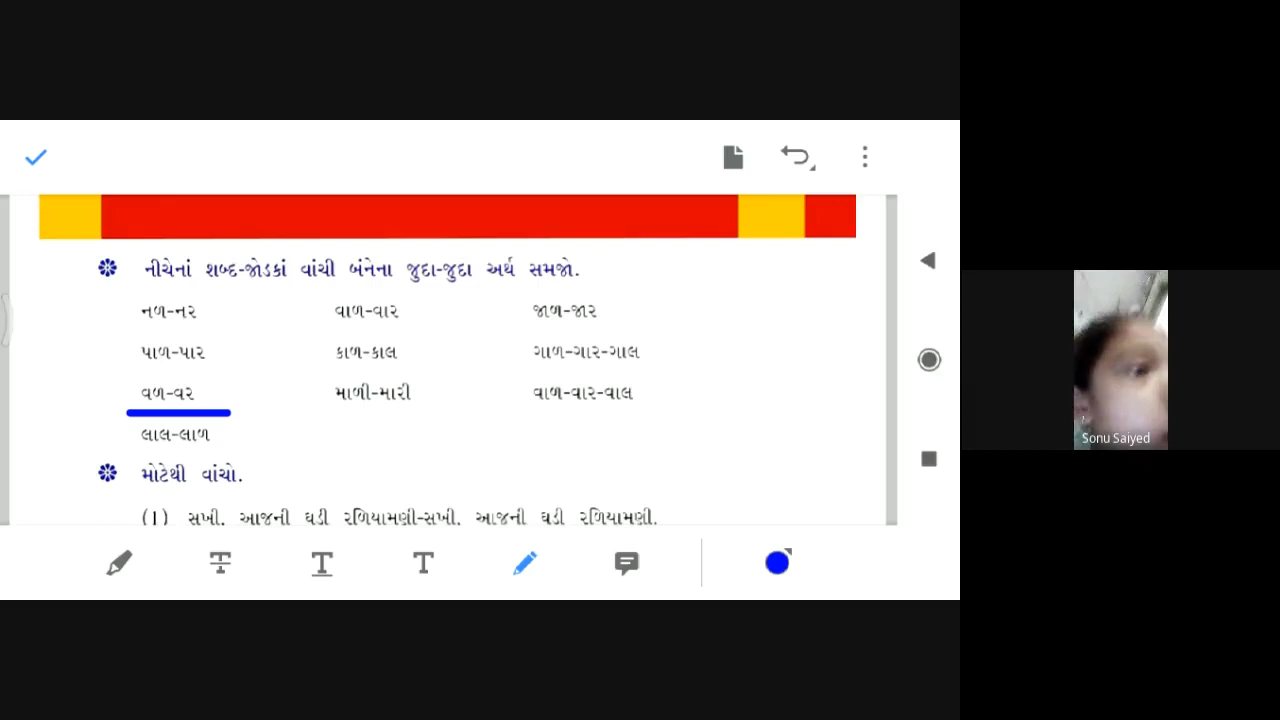 નીચેનાં શબ્દ-જોડકાં વાંચી બંનેના જુદા-જુદા અર્થ સમજો.
નળ-નર વાળ-વાર જાળ-જાર
પાળ-પાર કાળ-કાલ ગાળ-ગાર-ગાલ
વળ-વર માળી-મારી વાળ-વાર-વાલ
લાલ-લાળ
મોટેથી વાંચો.
(1) સખી, આજની ઘડી રળિયામણી-સખી, આજની ઘડી રળિયામણી.
Sonu Saiyed